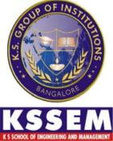 K.S. GROUP OF INSTITUTIONS
BANGALORE
KSSEM
K S SCHOOL OF ENGINEERING AND MANAGEMENT